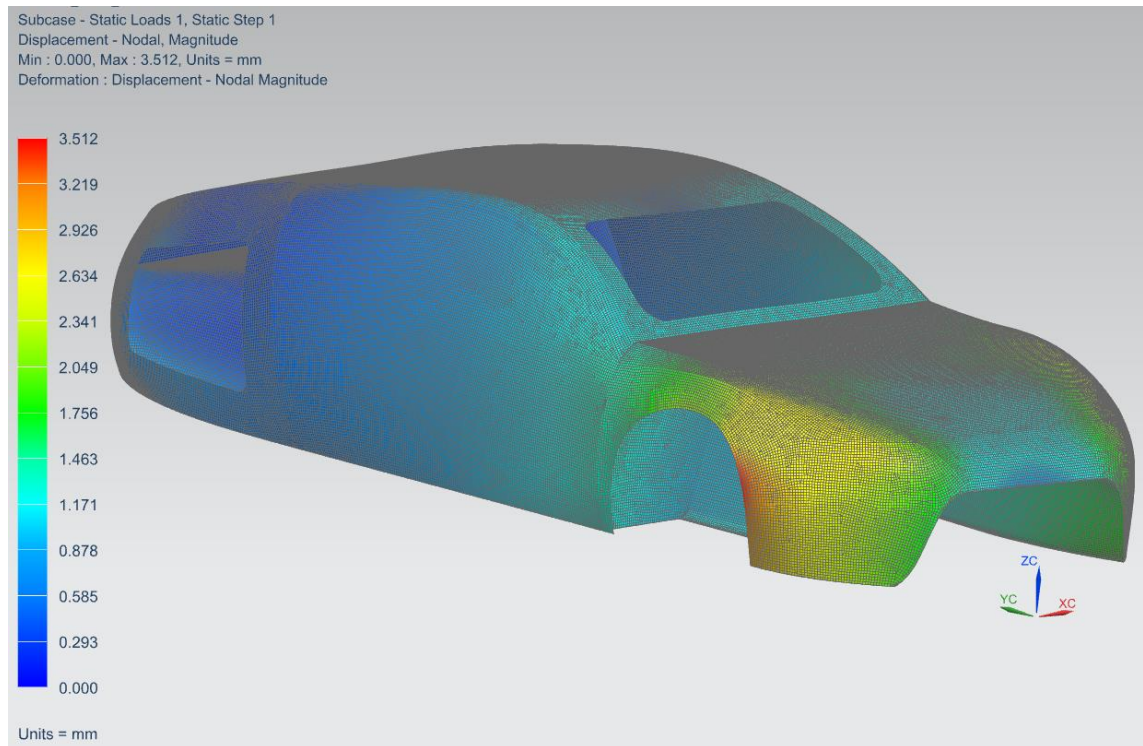 Subcase - Static Loads 1, Static Step 1
Displacement - Nodal, Magnitude
Min : 0.000, Max : 3.512, Units = mm
Deformation : Displacement - Nodal Magnitude
3.512
3.219
2.926
2.634
2.341
2.049
1.756
1.463
1.171
0.878
0.585
0.293
0.000
Units = mm
ZC
YC
XC